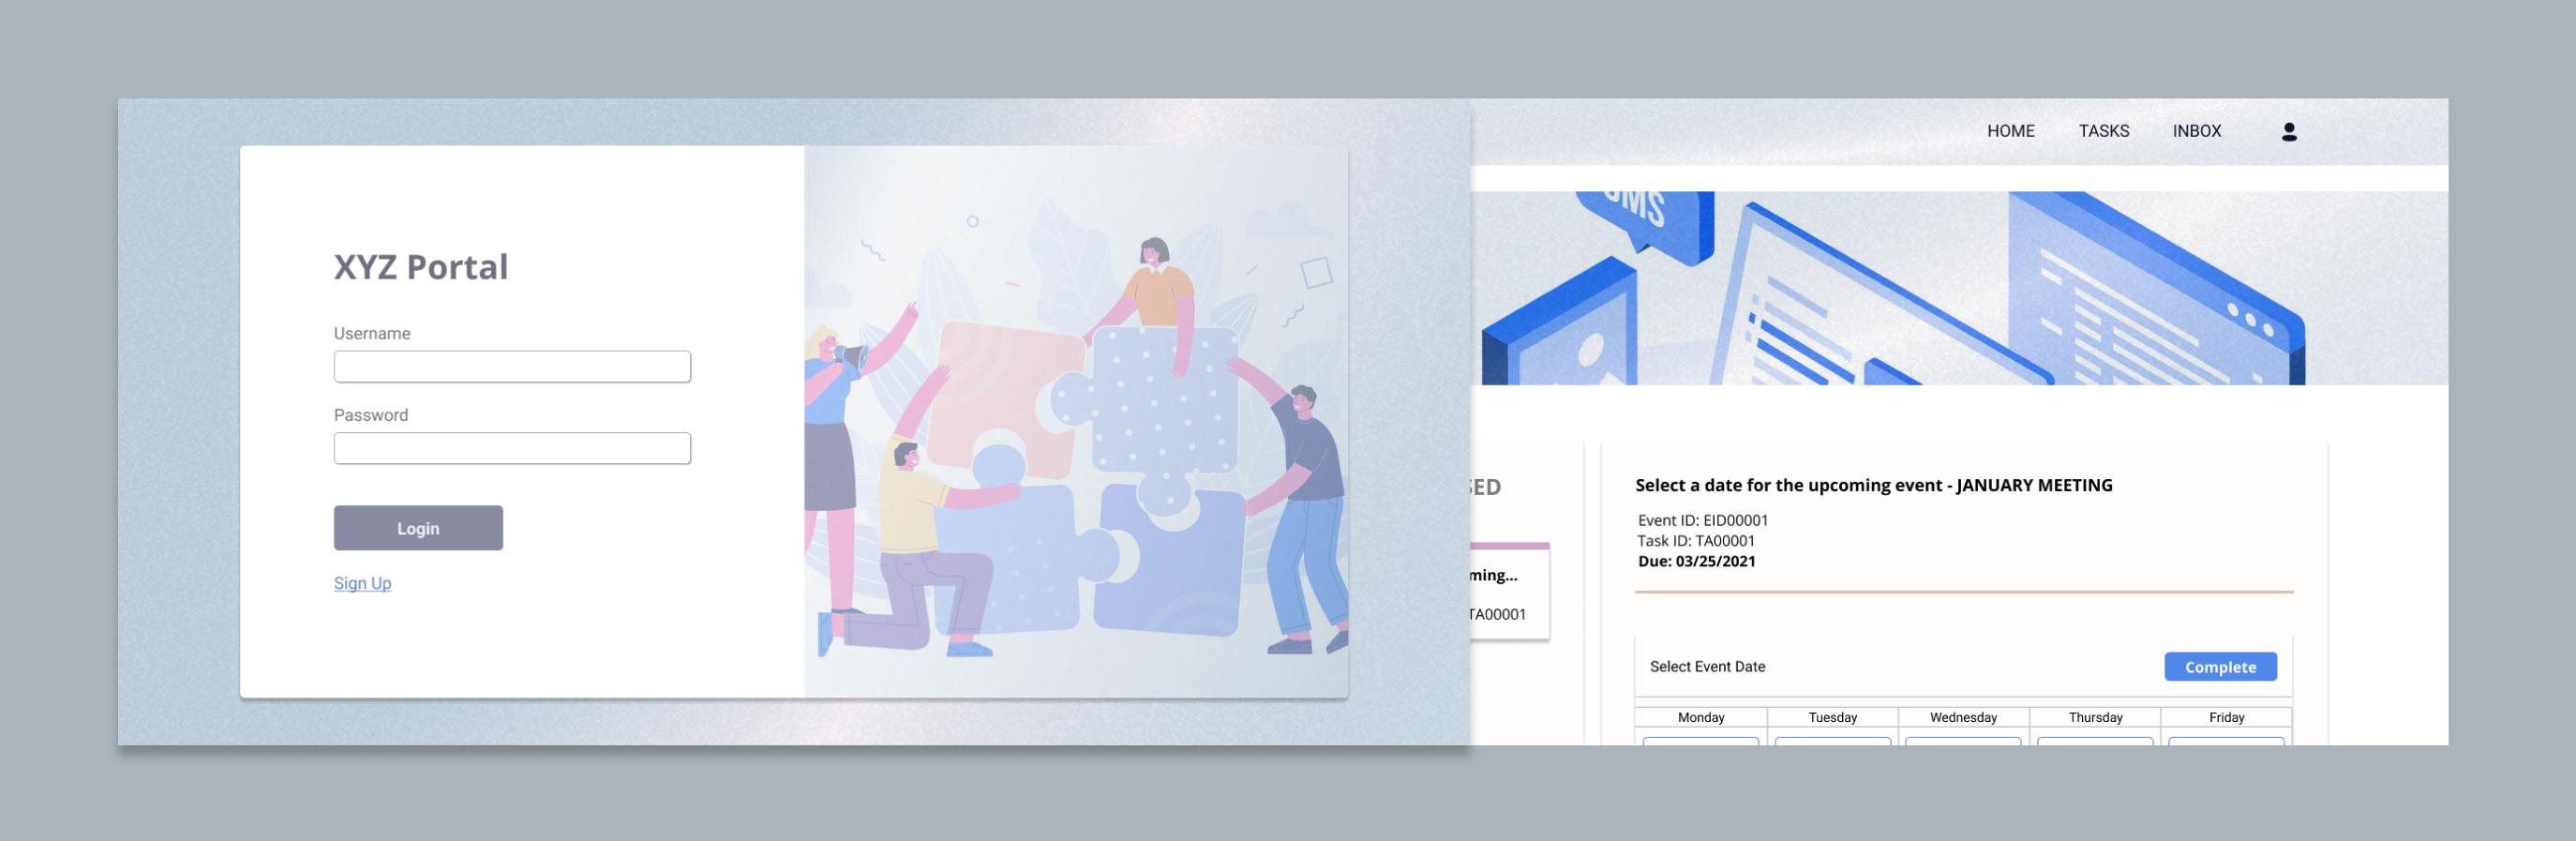 XYZ Portal
Username
Password
Login
Sign Up
HOME TASKS INBOX
SMS
SED
ming...
TA00001
Select a date for the upcoming event - JANUARY MEETING
Event ID: EID00001
Task ID: TA00001
Due: 03/25/2021
Select Event Date
Complete
Monday Tuesday Wednesday Thursday Friday